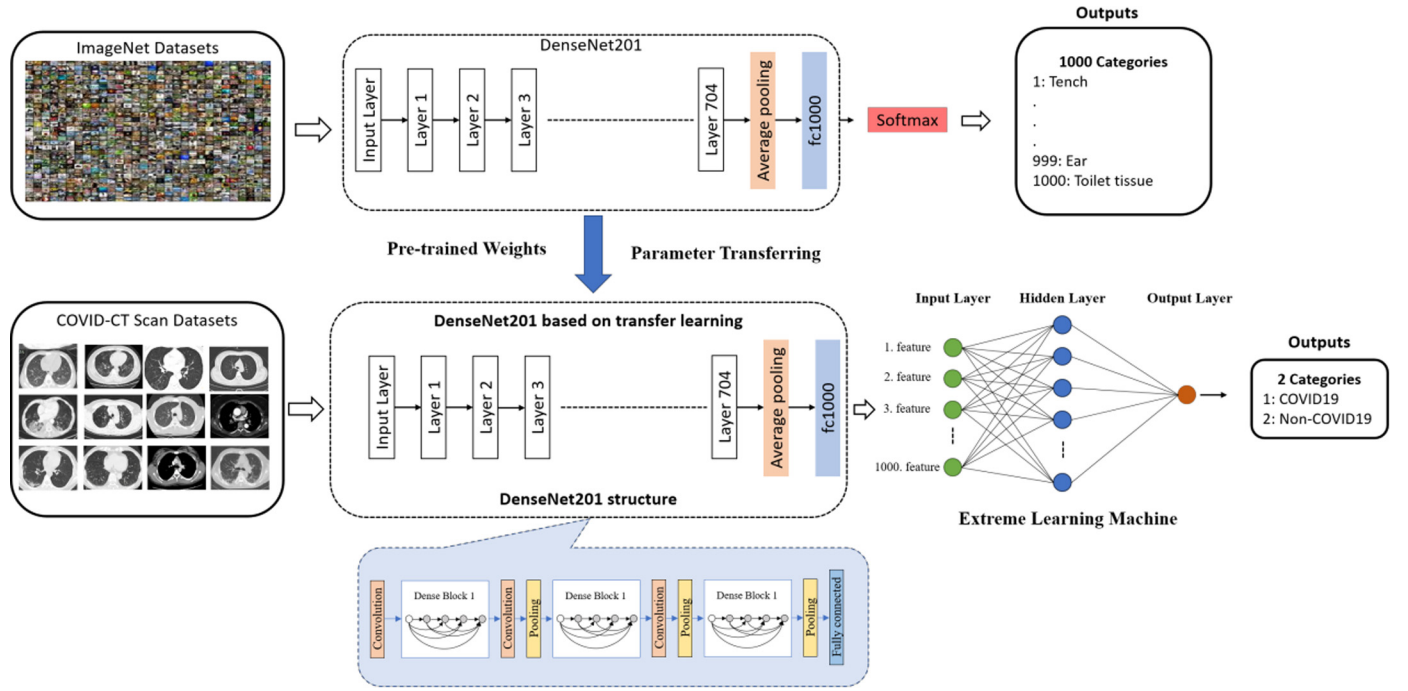 ImageNet Datasets
DenseNet201
Input Layer
Layer 1
Layer 2
Layer 3
Layer 704
Average pooling
fc1000
Softmax
Outputs
1000 Categories
1: Tench
.
.
.
.
999: Ear
1000: Toilet tissue
Pre-trained Weights
Parameter Transferring
COVID-CT Scan Datasets
DenseNet201 based on transfer learning
Input Layer
Layer 1
Layer 2
Layer 3
Layer 704
Average pooling
fc1000
DenseNet201 structure
Input Layer
Hidden Layer
Output Layer
1. feature
2. feature
3. feature
1000. feature
Extreme Learning Machine
Outputs
2 Categories
1: COVID19
2: Non-COVID19
Convolution
Dense Block 1
Convolution
Pooling
Dense Block 1
Convolution
Pooling
Dense Block 1
Pooling
Fully connected